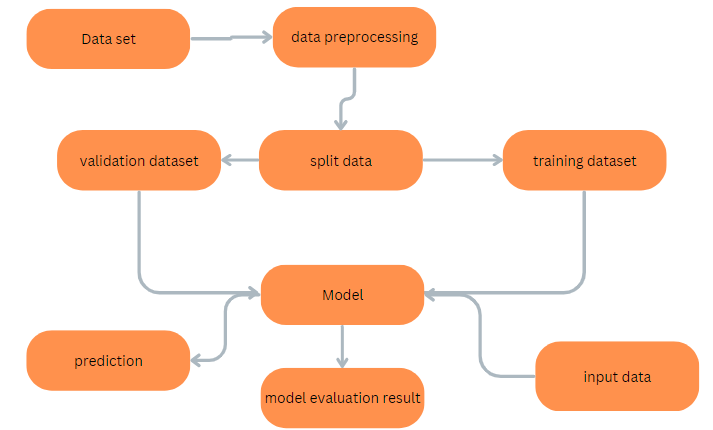 Data set
data preprocessing
validation dataset
split data
training dataset
Model
prediction
input data
model evaluation result